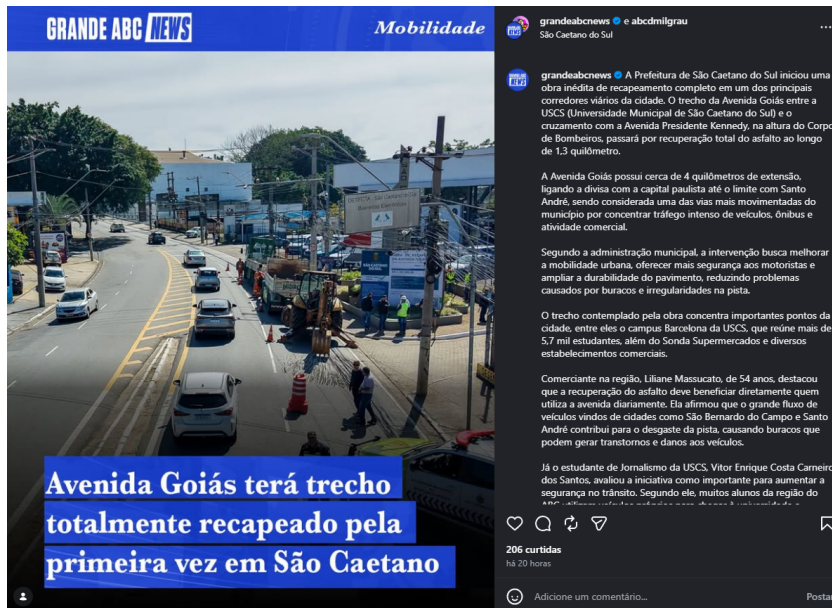 GRANDE ABC NEWS
Mobilidade
Avenida Goiás terá trecho
totalmente recapeado pela
primeira vez em São Caetano
grandeabcnews e abcdmilgrau
São Caetano do Sul
grandeabcnews A Prefeitura de São Caetano do Sul iniciou uma
obra inédita de recapeamento completo em um dos principais
corredores viários da cidade. O trecho da Avenida Goiás entre a
USCS (Universidade Municipal de São Caetano do Sul) e o
cruzamento com a Avenida Presidente Kennedy, na altura do Corpo
de Bombeiros, passará por recuperação total do asfalto ao longo
de 1,3 quilômetro.
A Avenida Goiás possui cerca de 4 quilômetros de extensão,
ligando a divisa com a capital paulista até o limite com Santo
André, sendo considerada uma das vias mais movimentadas do
município por concentrar tráfego intenso de veículos, ônibus e
atividade comercial.
Segundo a administração municipal, a intervenção busca melhorar
a mobilidade urbana, oferecer mais segurança aos motoristas e
ampliar a durabilidade do pavimento, reduzindo problemas
causados por buracos e irregularidades na pista.
O trecho contemplado pela obra concentra importantes pontos da
cidade, entre eles o campus Barcelona da USCS, que reúne mais de
5,7 mil estudantes, além do Sonda Supermercados e diversos
estabelecimentos comerciais.
Comerciante na região, Liliane Massucato, de 54 anos, destacou
que a recuperação do asfalto deve beneficiar diretamente quem
utiliza a avenida diariamente. Ela afirmou que o grande fluxo de
veículos vindos de cidades como São Bernardo do Campo e Santo
André contribui para o desgaste da pista, causando buracos que
podem gerar transtornos e danos aos veículos.
Já o estudante de Jornalismo da USCS, Vitor Enrique Costa Carneiro
dos Santos, avaliou a iniciativa como importante para aumentar a
segurança no trânsito. Segundo ele, muitos alunos da região do
206 curtidas
há 20 horas
Adicione um comentário...
Postar